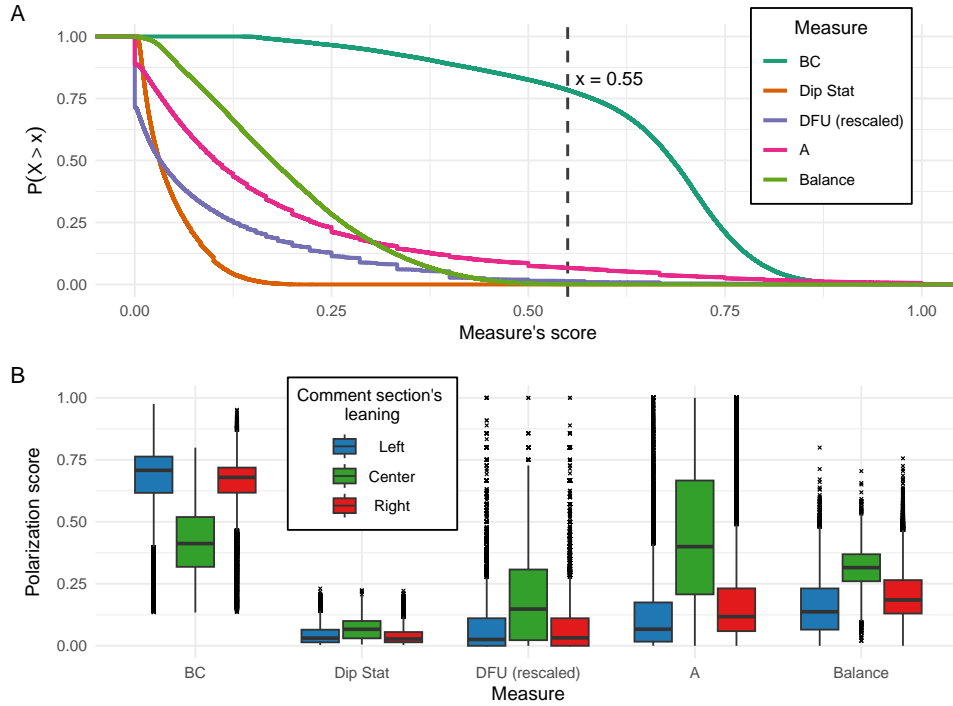 A
P(X > x)
1.00
0.75
0.50
0.25
0.00
x = 0.55
Measure
BC
Dip Stat
DFU (rescaled)
A
Balance
0.00 0.25 0.50 0.75 1.00
Measure's score
B
Polarization score
1.00
0.75
0.50
0.25
0.00
Comment section's
leaning
Left
Center
Right
BC Dip Stat DFU (rescaled) A Balance
Measure